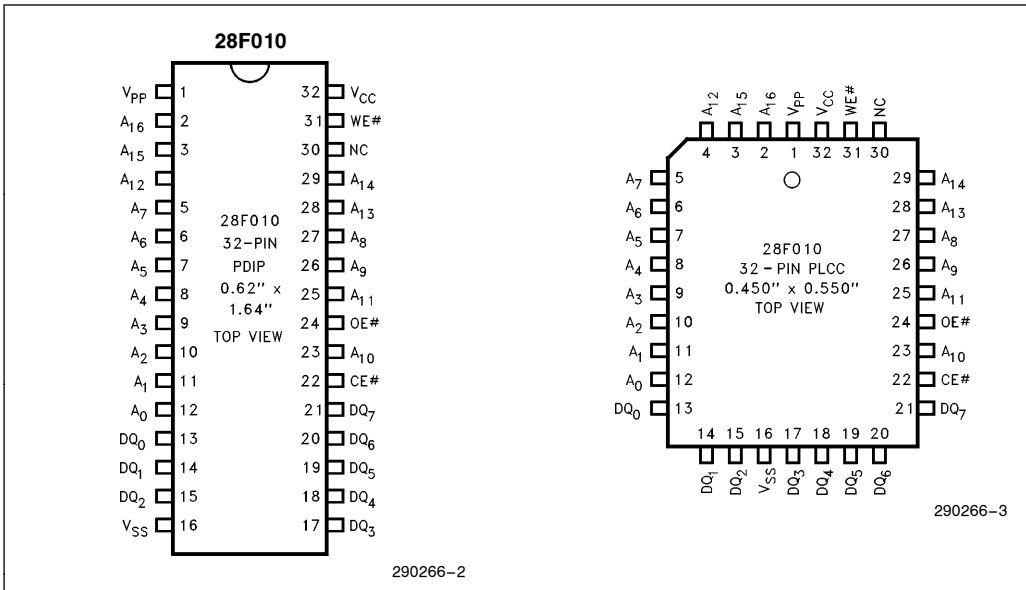 28F010
VPP 1 32 VCC
A16 2 31 WE#
A15 3 30 NC
A12 29 A14
A7 5 28 A13
A6 6 27 A8
A5 7 26 A9
A4 8 25 A11
A3 9 24 OE#
A2 10 23 A10
A1 11 22 CE#
A0 12 21 DQ7
DQ0 13 20 DQ6
DQ1 14 19 DQ5
DQ2 15 18 DQ4
VSS 16 17 DQ3
28F010
32-PIN
PDIP
0.62" x
1.64"
TOP VIEW
290266-2
A12 A15 A16 VPP VCC WE# NC
4 3 2 1 32 31 30
A7 5 29 A14
A6 6 28 A13
A5 7 27 A8
A4 8 26 A9
A3 9 25 A11
A2 10 24 OE#
A1 11 23 A10
A0 12 22 CE#
DQ0 13 21 DQ7
28F010
32-PIN PLCC
0.450" x 0.550"
TOP VIEW
14 15 16 17 18 19 20
DQ1 DQ2 VSS DQ3 DQ4 DQ5 DQ6
290266-3